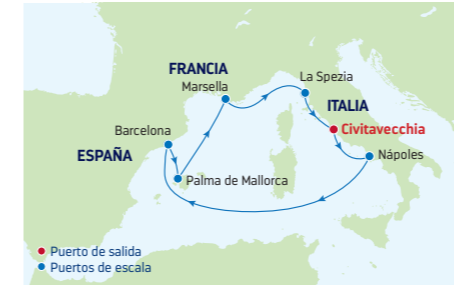 FRANCIA
Marsella
La Spezia
ITALIA
Civitavecchia
Barcelona
ESPAÑA
Nápoles
Palma de Mallorca
Puerto de salida
Puertos de escala